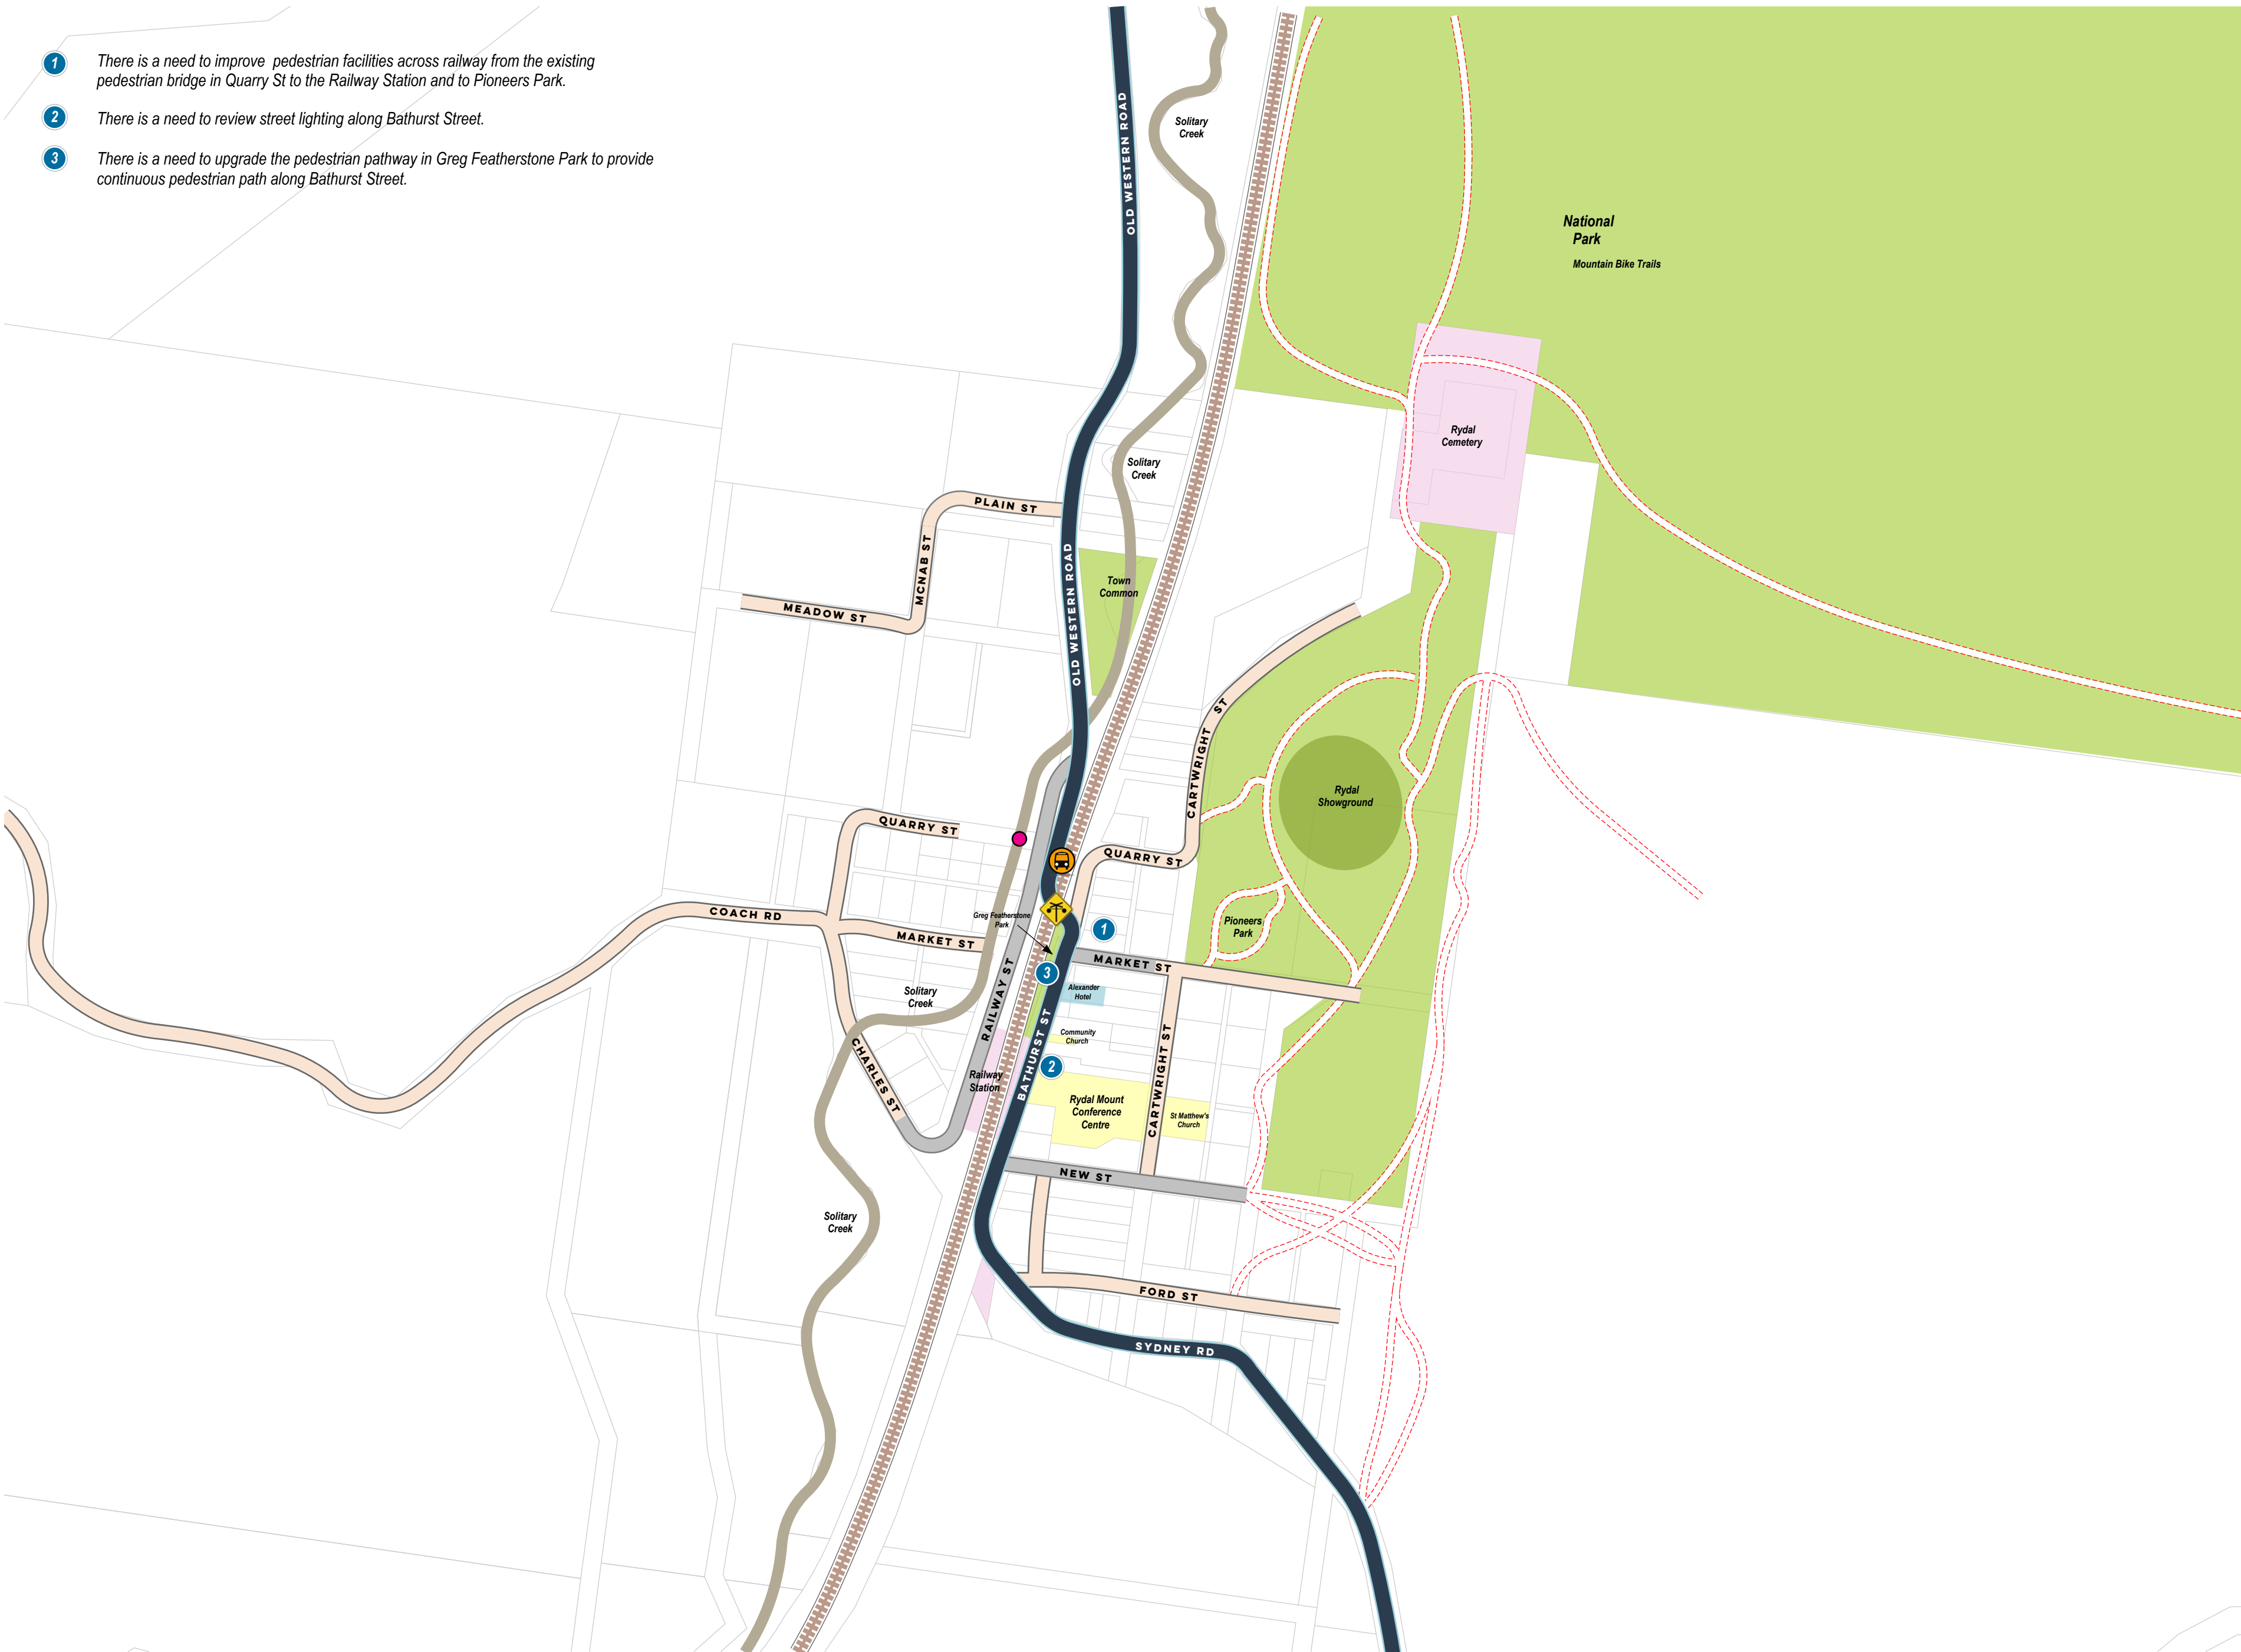 1
There is a need to improve pedestrian facilities across railway from the existing
pedestrian bridge in Quarry St to the Railway Station and to Pioneers Park.
2
There is a need to review street lighting along Bathurst Street.
3
There is a need to upgrade the pedestrian pathway in Greg Featherstone Park to provide
continuous pedestrian path along Bathurst Street.
OLD WESTERN ROAD
Solitary
Creek
National
Park
Mountain Bike Trails
Rydal
Cemetery
Solitary
Creek
PLAIN ST
MCNAB ST
MEADOW ST
OLD WESTERN ROAD
Town
Common
CARTWRIGHT ST
Rydal
Showground
QUARRY ST
QUARRY ST
COACH RD
MARKET ST
Greg Featherstone
Park
1
Pioneers
Park
MARKET ST
3
Alexander
Hotel
Solitary
Creek
RAILWAY ST
BATHURST ST
Community
Church
2
CHARLES ST
Railway
Station
Rydal Mount
Conference
Centre
CARTWRIGHT ST
St Matthew's
Church
NEW ST
Solitary
Creek
FORD ST
SYDNEY RD